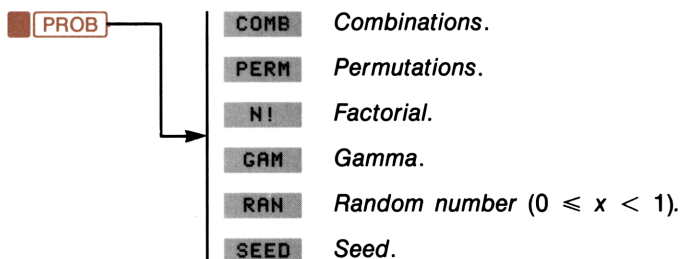 PROB
COMB Combinations.
PERM Permutations.
N! Factorial.
GAM Gamma.
RAN Random number (0 ⩽ x < 1).
SEED Seed.